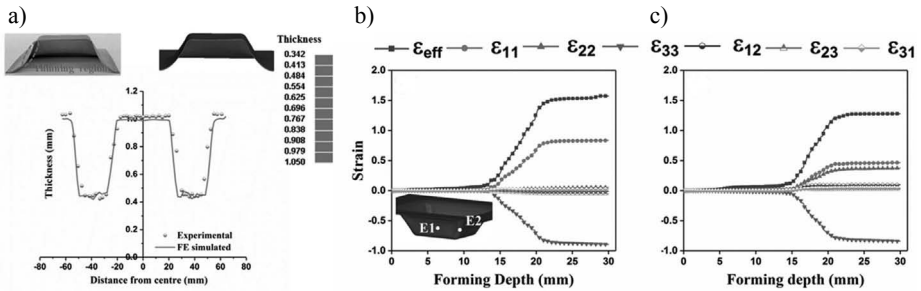 a)
b)
c)
Thinning region
Thickness
0.342
0.413
0.484
0.554
0.625
0.696
0.767
0.838
0.908
0.979
1.050
Thickness (mm)
1.2
1.0
0.8
0.6
0.4
0.2
0.0
Experimental
FE simulated
-80 -60 -40 -20 0 20 40 60 80
Distance from centre (mm)
εeff ε11 ε22 ε33 ε12 ε23 ε31
Strain
2.0
1.5
1.0
0.5
0.0
-0.5
-1.0
E1 E2
0 5 10 15 20 25 30
Forming Depth (mm)
2.0
1.5
1.0
0.5
0.0
-0.5
-1.0
0 5 10 15 20 25 30
Forming depth (mm)